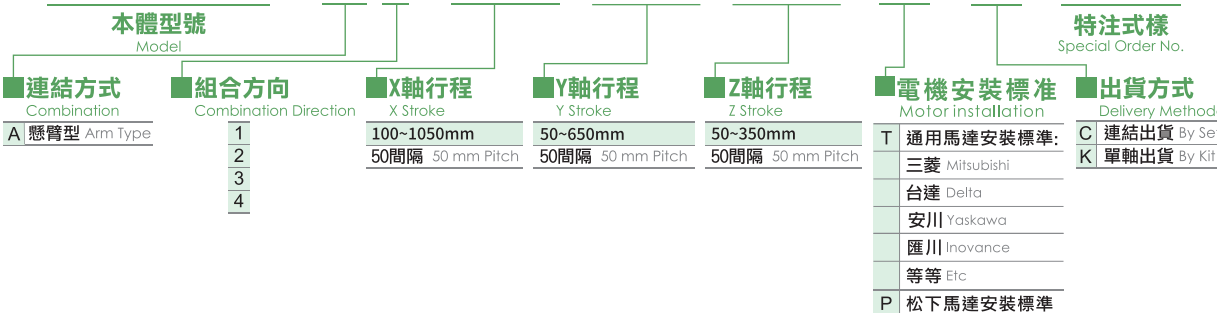 本體型號
Model
特注式樣
Special Order No.
連結方式
Combination
A 懸臂型 Arm Type
組合方向
Combination Direction
1
2
3
4
X軸行程
X Stroke
100~1050mm
50間隔 50 mm Pitch
Y軸行程
Y Stroke
50~650mm
50間隔 50 mm Pitch
Z軸行程
Z Stroke
50~350mm
50間隔 50 mm Pitch
電機安裝標准
Motor installation
T 通用馬達安裝標準:
三菱 Mitsubishi
台達 Delta
安川 Yaskawa
匯川 Inovance
等等 Etc
P 松下馬達安裝標準
出貨方式
Delivery Method
C 連結出貨 By Se
K 單軸出貨 By Kit